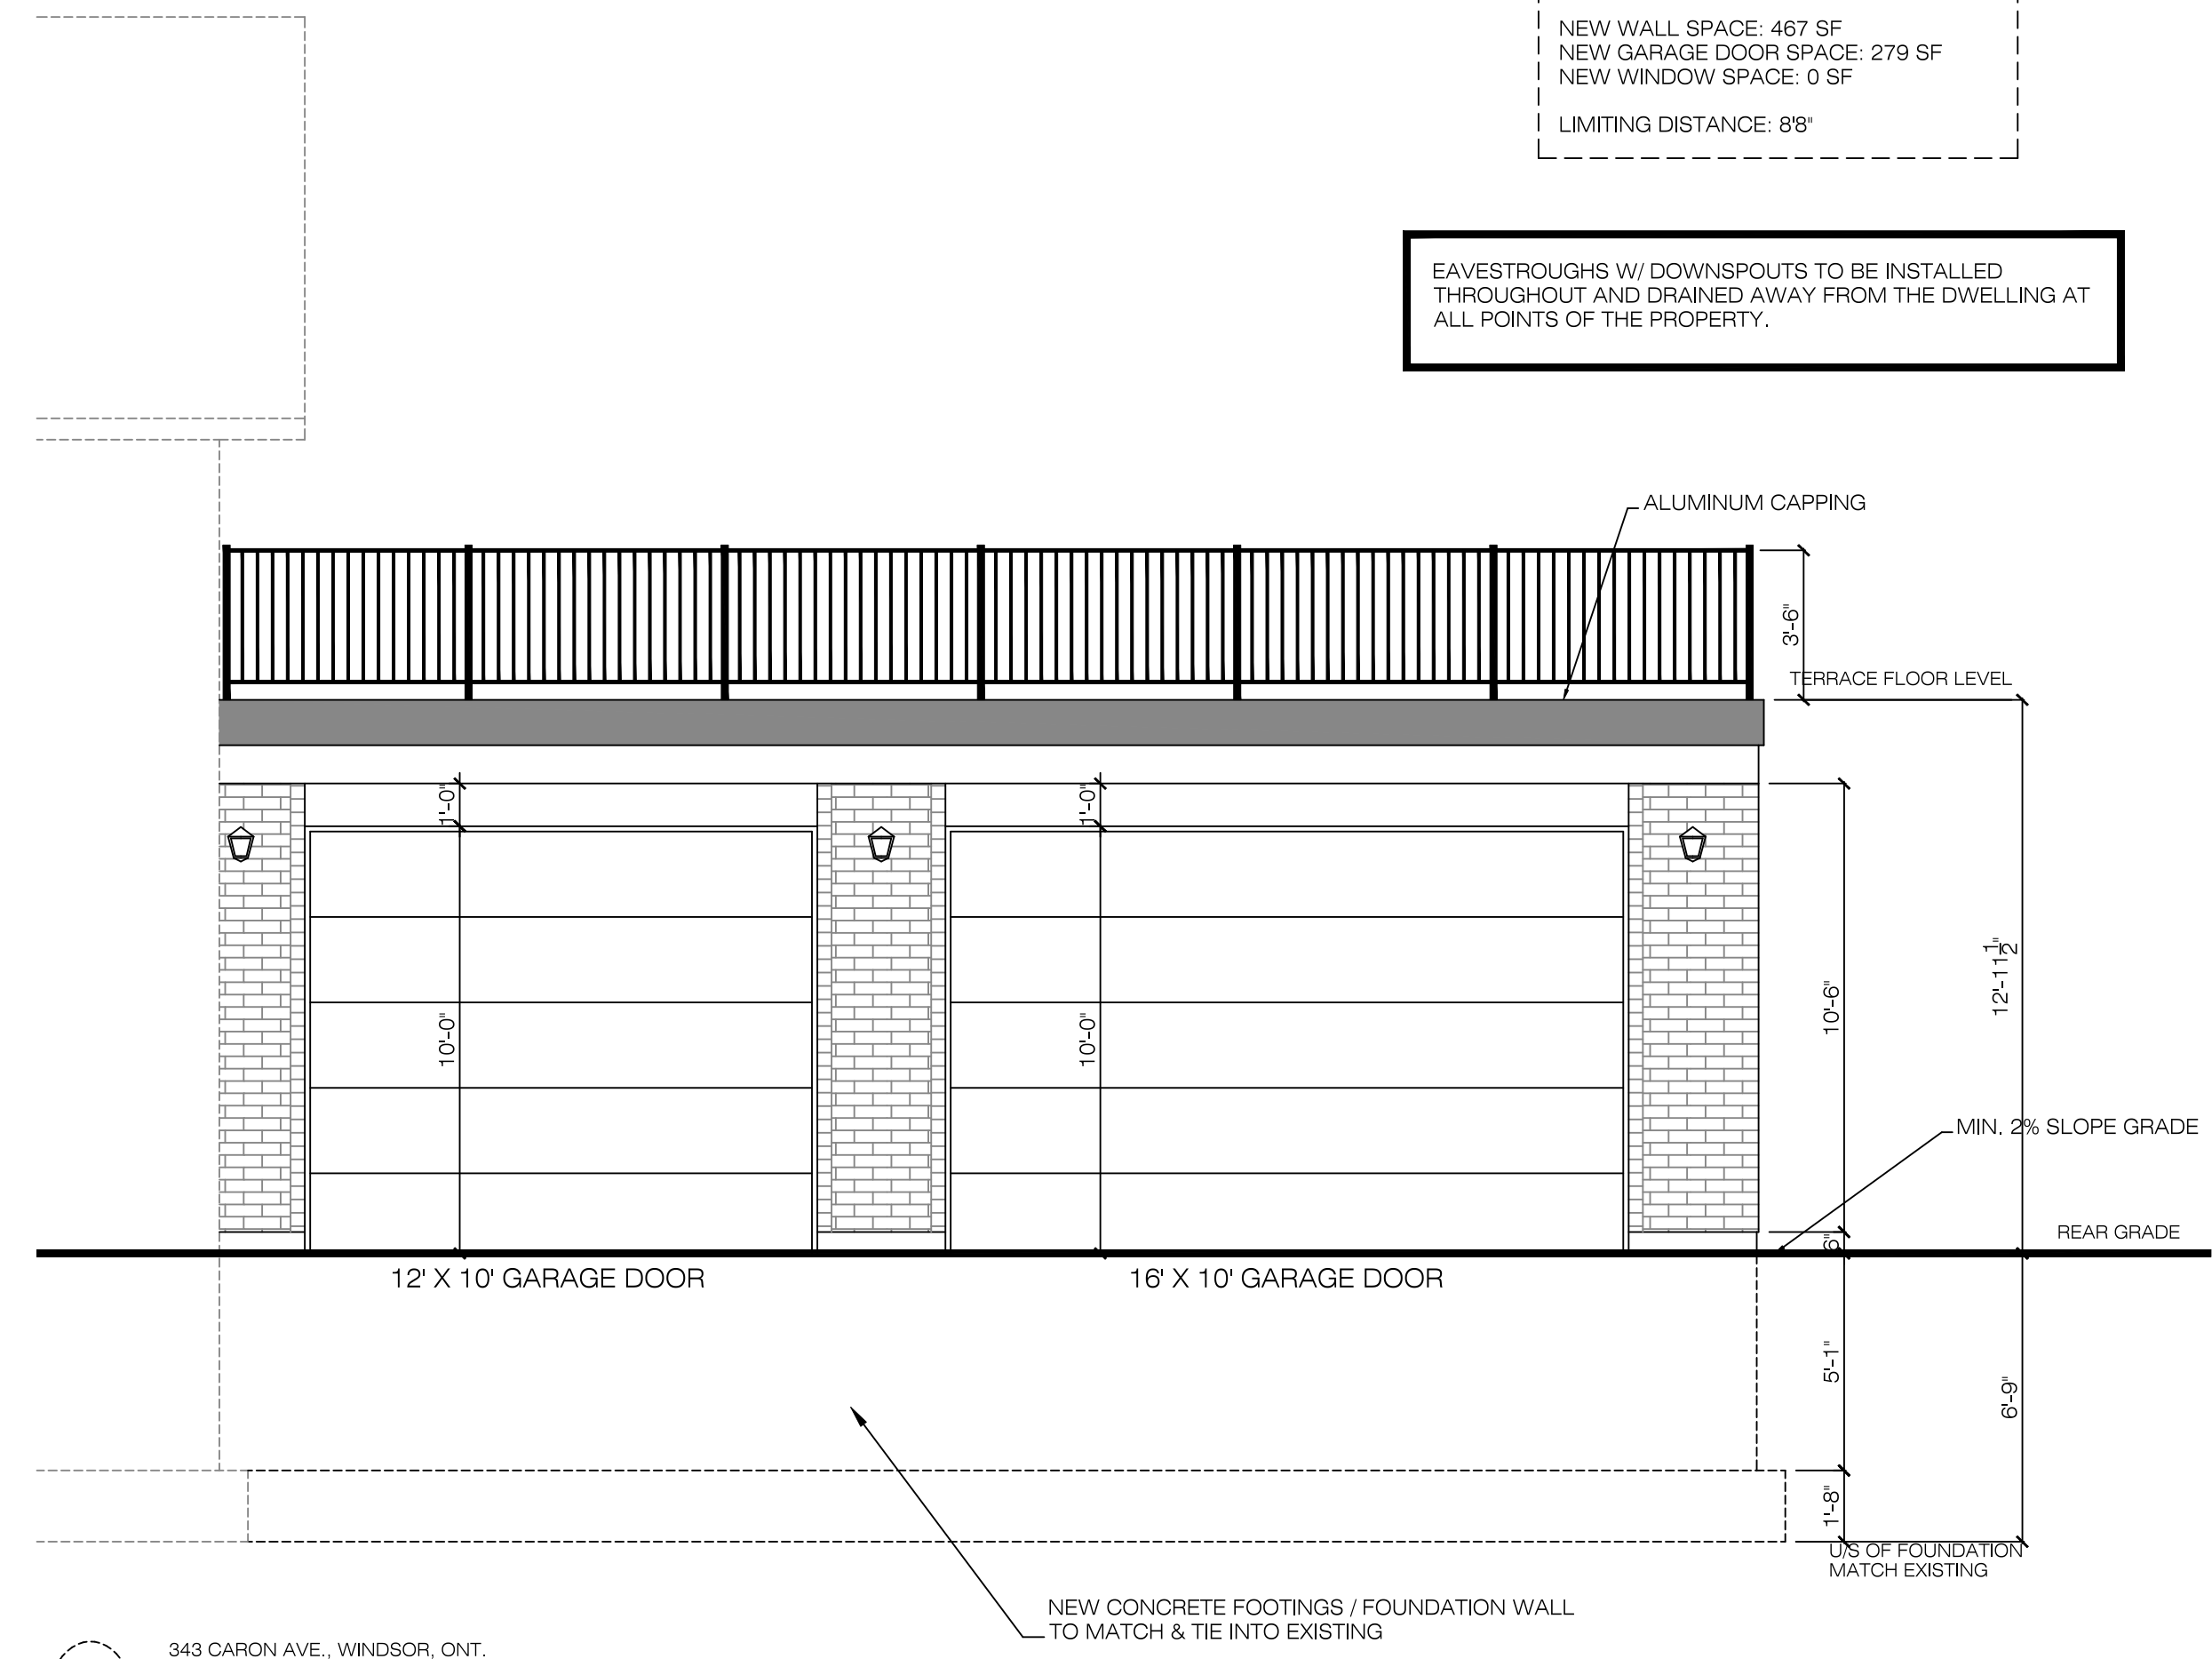 NEW WALL SPACE: 467 SF
NEW GARAGE DOOR SPACE: 279 SF
NEW WINDOW SPACE: 0 SF
LIMITING DISTANCE: 8'8"
EAVESTROUGHS W/ DOWNSPOUTS TO BE INSTALLED
THROUGHOUT AND DRAINED AWAY FROM THE DWELLING AT
ALL POINTS OF THE PROPERTY.
ALUMINUM CAPPING
3'-6"
TERRACE FLOOR LEVEL
1'-0"
1'-0"
10'-0"
10'-0"
10'-6"
12'-11 1/2"
MIN. 2% SLOPE GRADE
REAR GRADE
6"
12' X 10' GARAGE DOOR
16' X 10' GARAGE DOOR
5'-1"
6'-9"
1'-8"
U/S OF FOUNDATION
MATCH EXISTING
NEW CONCRETE FOOTINGS / FOUNDATION WALL
TO MATCH & TIE INTO EXISTING
343 CARON AVE., WINDSOR, ONT.